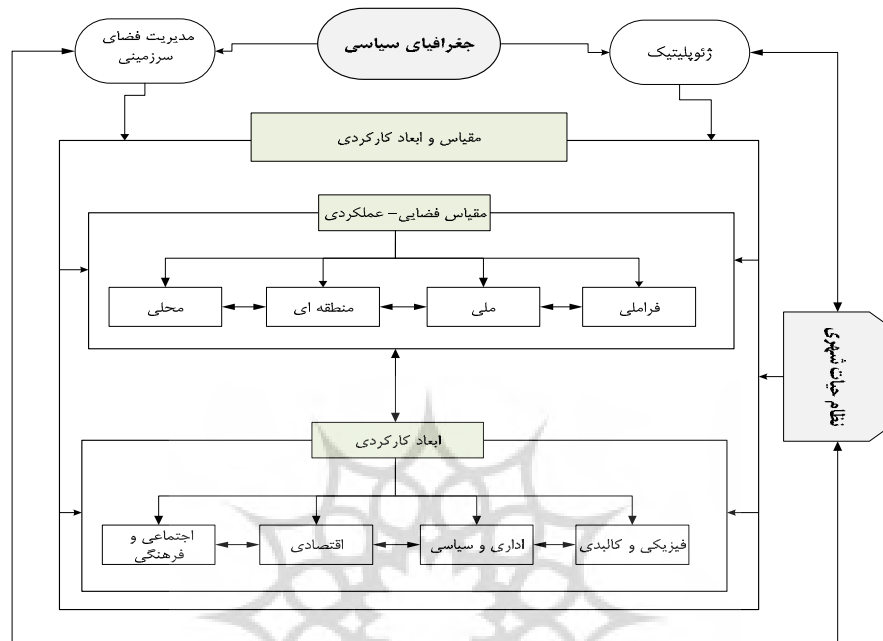 جغرافیای سیاسی
ژئوپلیتیک
مدیریت فضای
سرزمینی
مقیاس و ابعاد کارکردی
مقیاس فضایی- عملکردی
فراملی
ملی
منطقه ای
محلی
نظام حیات شهری
ابعاد کارکردی
فیزیکی و کالبدی
اداری و سیاسی
اقتصادی
اجتماعی و
فرهنگی